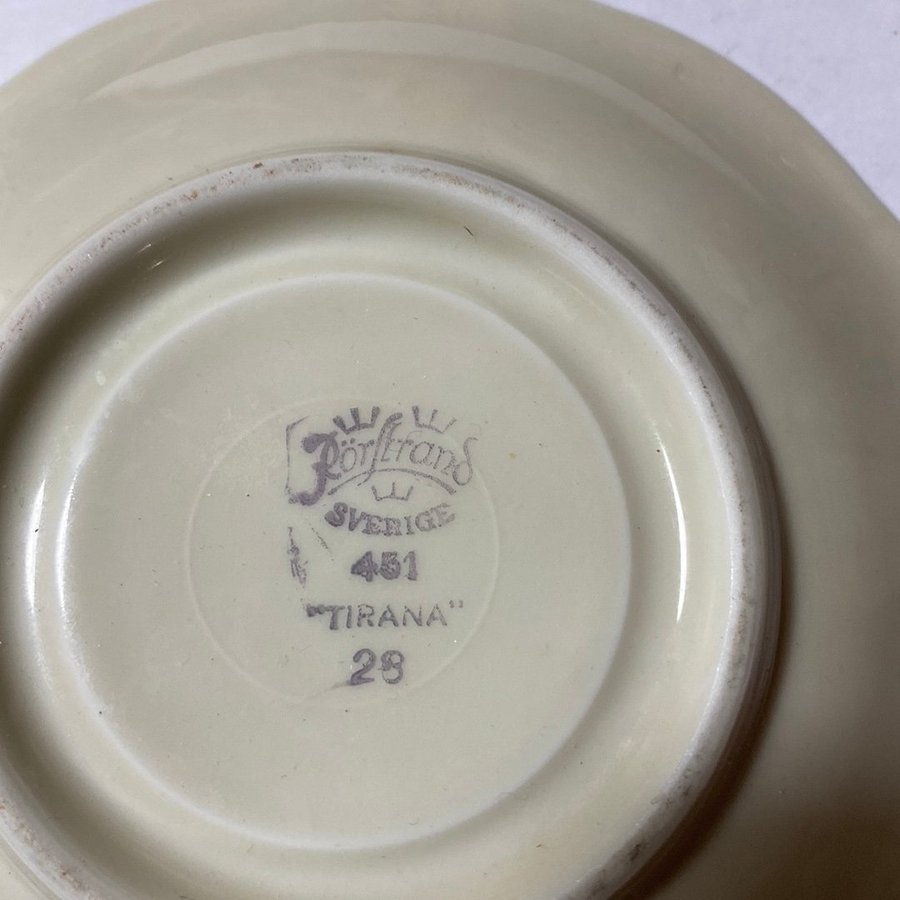 Rörstrand
SVERIGE
451
"TIRANA"
28